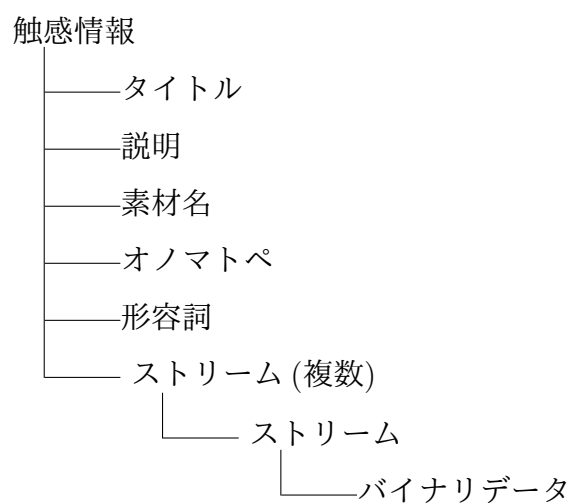 触感情報
タイトル
説明
素材名
オノマトペ
形容詞
ストリーム (複数)
ストリーム
バイナリデータ